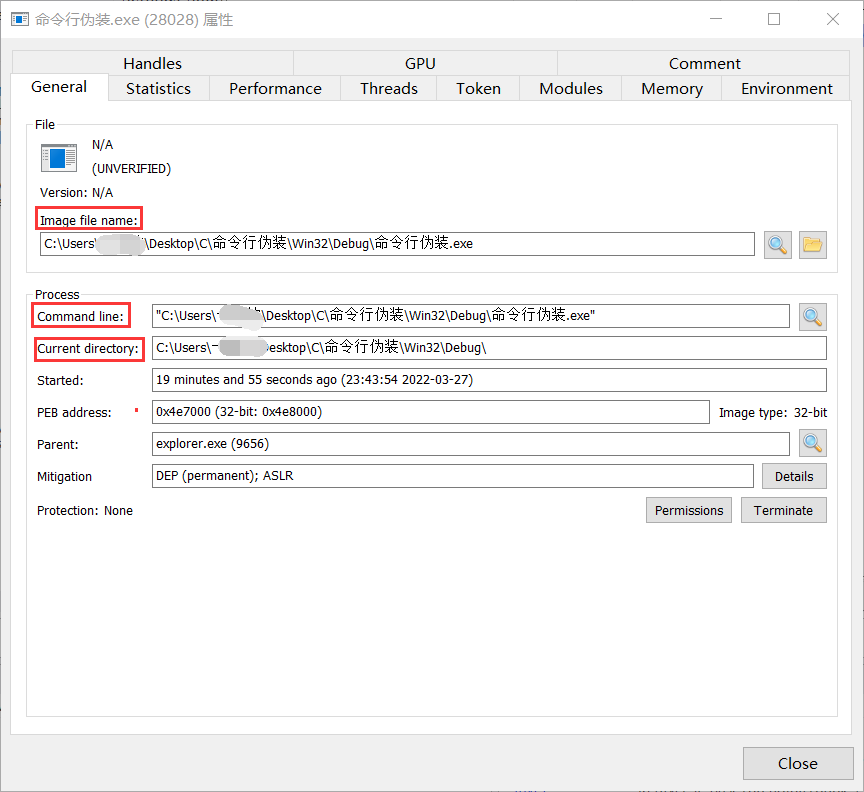 命令行伪装.exe (28028) 属性
Handles GPU Comment
General Statistics Performance Threads Token Modules Memory Environment
File
N/A
(UNVERIFIED)
Version: N/A
Image file name:
C:\Users\ \Desktop\C\命令行伪装\Win32\Debug\命令行伪装.exe
Process
Command line: "C:\Users\ \Desktop\C\命令行伪装\Win32\Debug\命令行伪装.exe"
Current directory: C:\Users\ esktop\C\命令行伪装\Win32\Debug\
Started: 19 minutes and 55 seconds ago (23:43:54 2022-03-27)
PEB address: 0x4e7000 (32-bit: 0x4e8000) Image type: 32-bit
Parent: explorer.exe (9656)
Mitigation DEP (permanent); ASLR Details
Protection: None Permissions Terminate
Close